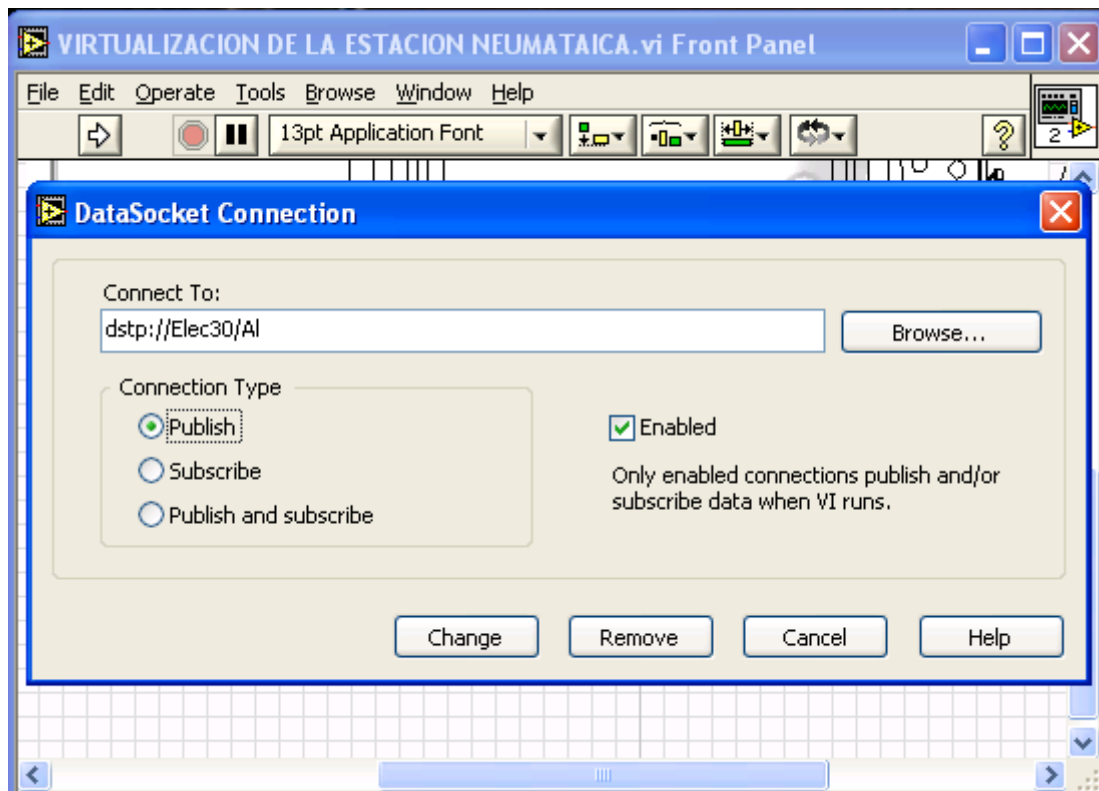 VIRTUALIZACION DE LA ESTACION NEUMATAICA.vi Front Panel
File Edit Operate Tools Browse Window Help
13pt Application Font
2
DataSocket Connection
Connect To:
dstp://Elec30/Al
Browse...
Connection Type
Publish
Enabled
Subscribe
Only enabled connections publish and/or
subscribe data when VI runs.
Publish and subscribe
Change Remove Cancel Help